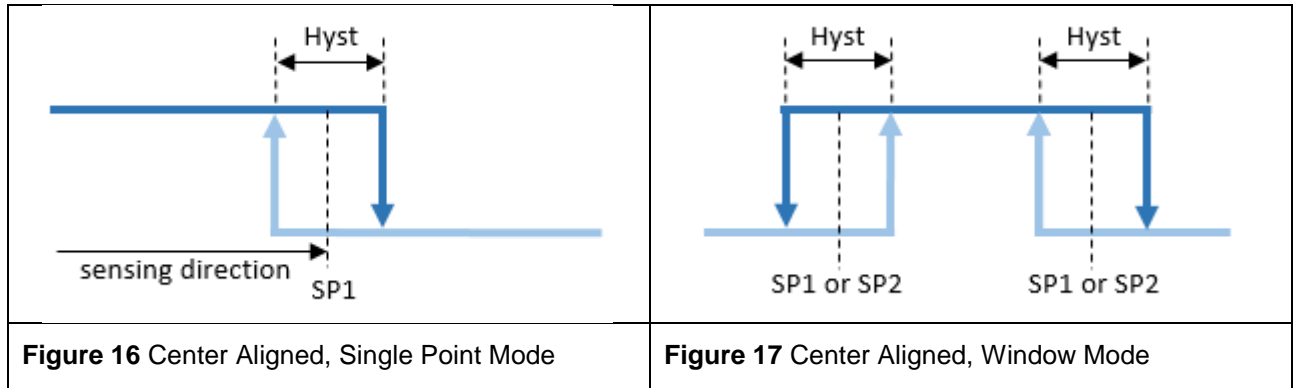 Hyst
sensing direction
SP1
Figure 16 Center Aligned, Single Point Mode
Hyst Hyst
SP1 or SP2 SP1 or SP2
Figure 17 Center Aligned, Window Mode